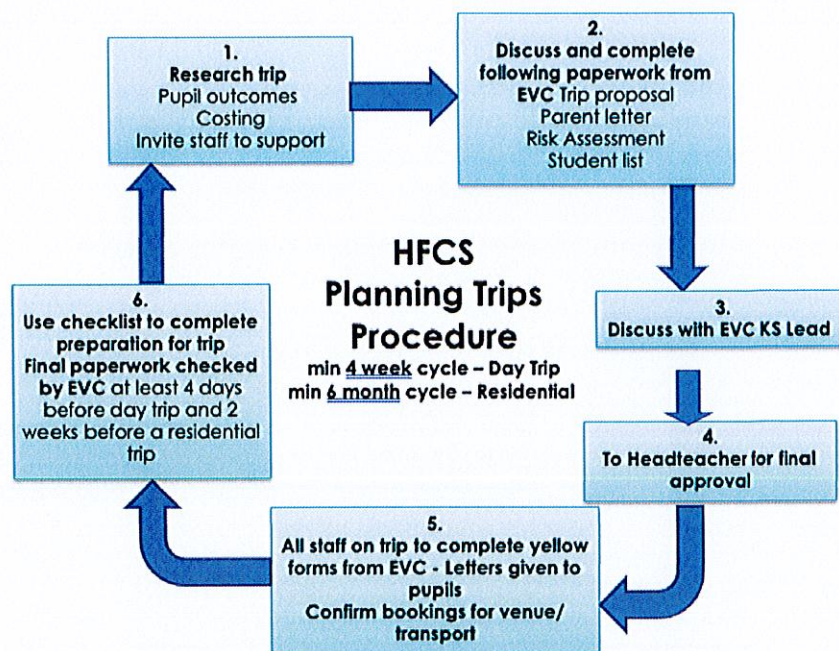 1.
Research trip
Pupil outcomes
Costing
Invite staff to support
2.
Discuss and complete
following paperwork from
EVC Trip proposal
Parent letter
Risk Assessment
Student list
HFCS
Planning Trips
Procedure
min 4 week cycle – Day Trip
min 6 month cycle – Residential
3.
Discuss with EVC KS Lead
4.
To Headteacher for final
approval
5.
All staff on trip to complete yellow
forms from EVC - Letters given to
pupils
Confirm bookings for venue/
transport
6.
Use checklist to complete
preparation for trip
Final paperwork checked
by EVC at least 4 days
before day trip and 2
weeks before a residential
trip